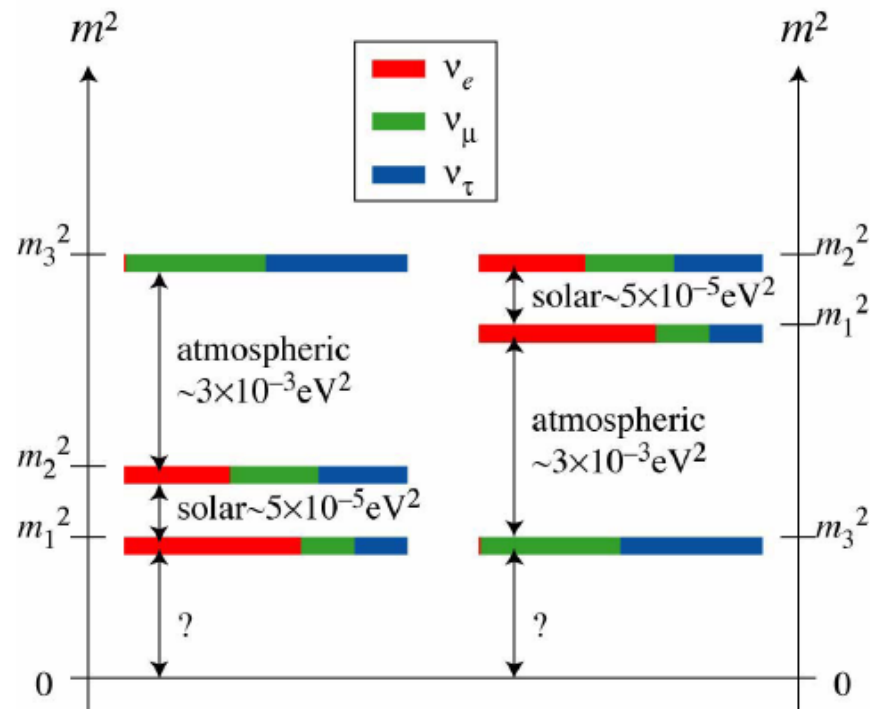 m²
m²
νₑ
ν_μ
ν_τ
m₃²
m₂²
solar~5×10⁻⁵eV²
m₁²
atmospheric
~3×10⁻³eV²
atmospheric
~3×10⁻³eV²
m₂²
solar~5×10⁻⁵eV²
m₁²
m₃²
?
?
0
0